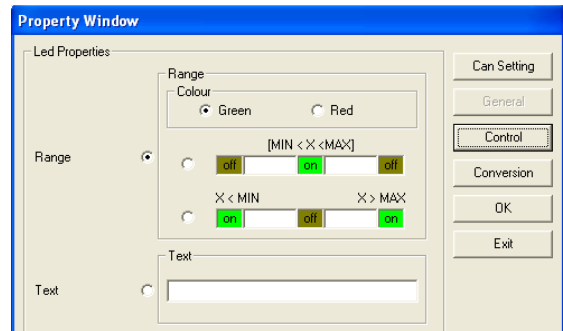 Property Window
Led Properties
Range
Colour
Green
Red
Range
[MIN < X <MAX]
off
on
off
X < MIN
X > MAX
on
off
on
Text
Text
Can Setting
General
Control
Conversion
OK
Exit